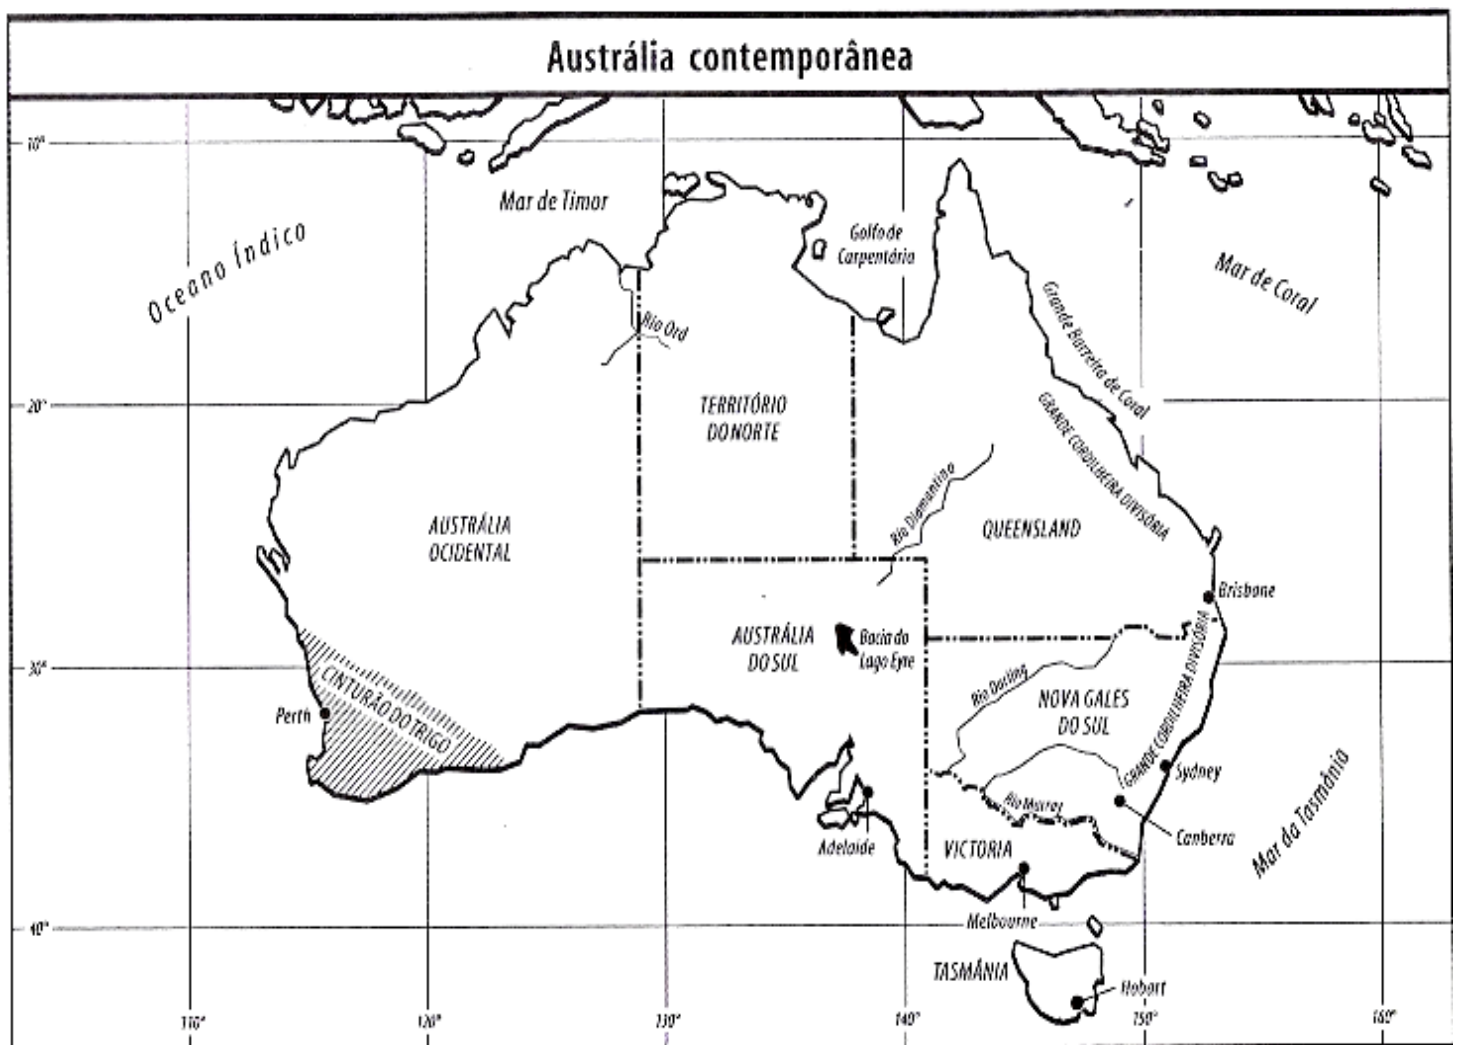 Austrália contemporânea
10°
Mar de Timor
Oceano Índico
Golfo de
Carpentária
Mar de Coral
Grande Barreira de Coral
Rio Ord
20°
TERRITÓRIO
DO NORTE
GRANDE CORDILHEIRA DIVISÓRIA
Rio Diamantina
AUSTRÁLIA
OCIDENTAL
QUEENSLAND
Brisbane
AUSTRÁLIA
DO SUL
Bacia do
Lago Eyre
30°
CINTURÃO DO TRIGO
Perth
Rio Darling
NOVA GALES
DO SUL
GRANDE CORDILHEIRA DIVISÓRIA
Sydney
Rio Murray
Canberra
Mar da Tasmânia
Adelaide
VICTORIA
Melbourne
40°
TASMÂNIA
Hobart
110°
120°
130°
140°
150°
160°